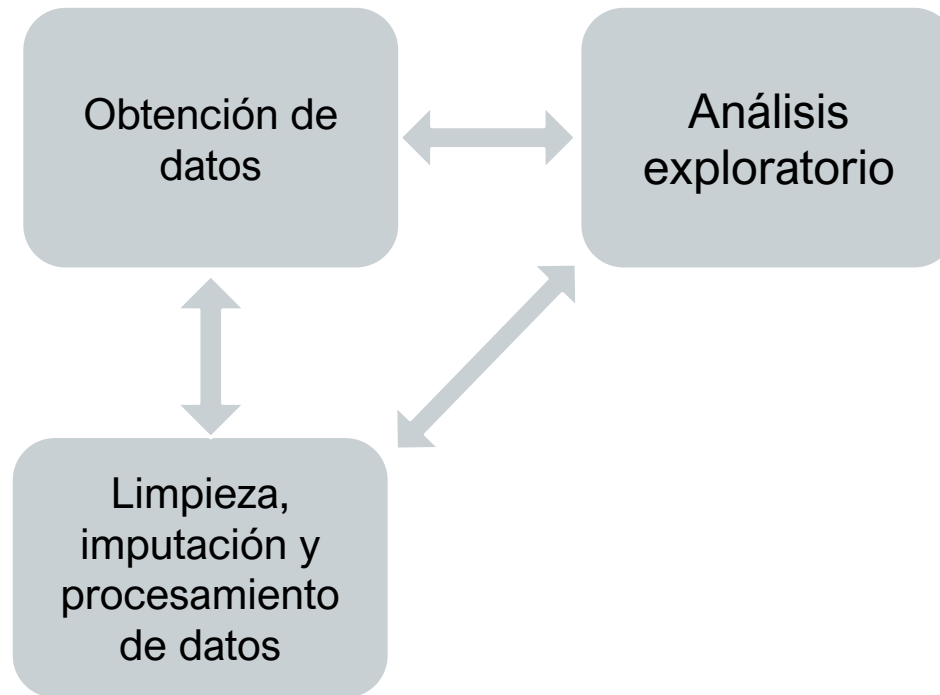 Obtención de
datos
Análisis
exploratorio
Limpieza,
imputación y
procesamiento
de datos